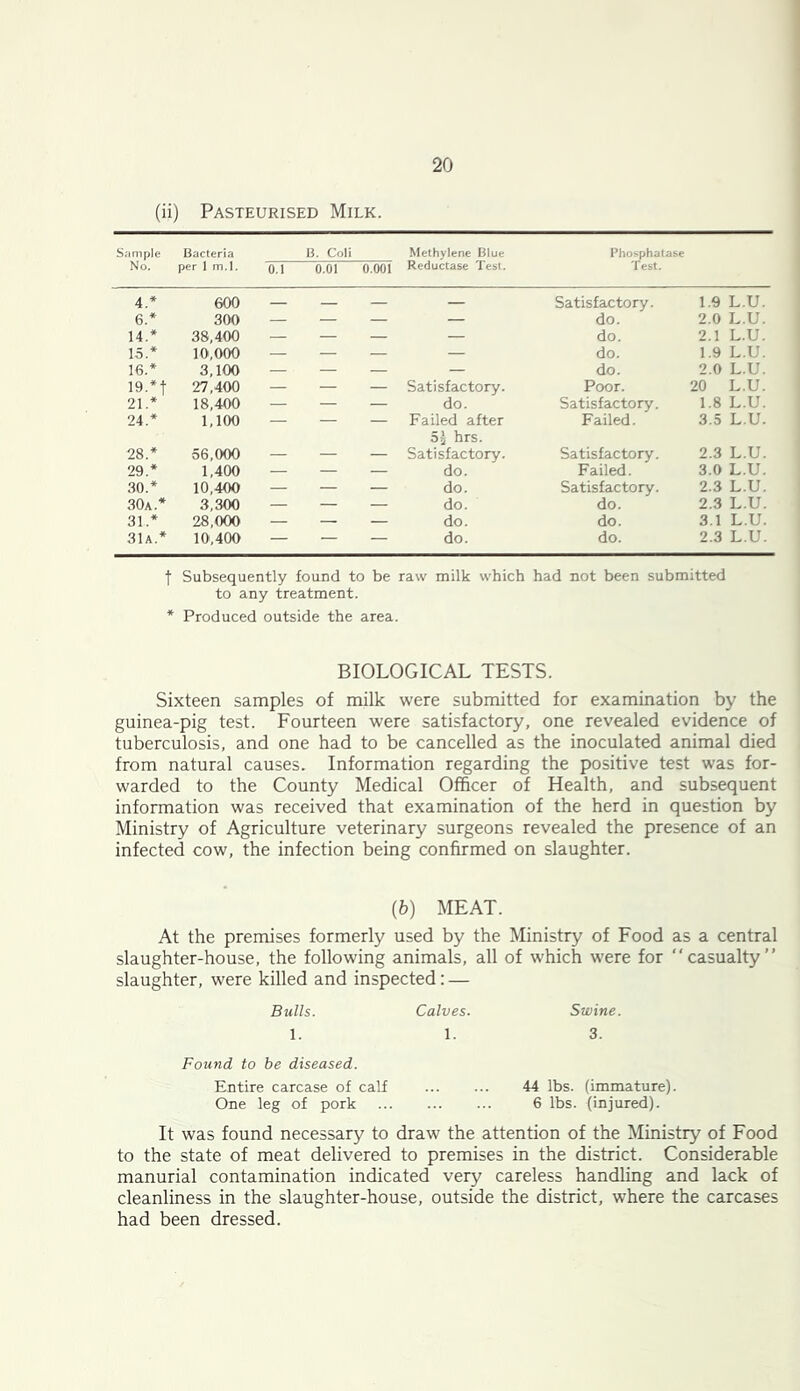 20
(ii) PASTEURISED MILK.
Sample No. Bacteria per 1 m.l. B. Coli 0.1 0.01 0.001 Methylene Blue Reductase Test. Phosphatase Test.
4.* 600 — — — — Satisfactory. 1.9 L.U.
6.* 300 — — — — do. 2.0 L.U.
14.* 38,400 — — — — do. 2.1 L.U.
15.* 10,000 — — — — do. 1.9 L.U.
16.* 3,100 — — — — do. 2.0 L.U.
19.*† 27,400 — — — Satisfactory. Poor. 20 L.U.
21.* 18,400 — — — do. Satisfactory. 1.8 L.U.
24.* 1,100 — — — Failed after Failed. 3.5 L.U.
5½ hrs.
28.* 56,000 — — — Satisfactory. Satisfactory. 2.3 L.U.
29.* 1,400 — — — do. Failed. 3.0 L.U.
30.* 10,400 — — — do. Satisfactory. 2.3 L.U.
30A.* 3,300 — — — do. do. 2.3 L.U.
31.* 28,000 — — — do. do. 3.1 L.U.
31A.* 10,400 — — — do. do. 2.3 L.U.
† Subsequently found to be raw milk which had not been submitted
to any treatment.
* Produced outside the area.
BIOLOGICAL TESTS.
Sixteen samples of milk were submitted for examination by the
guinea-pig test. Fourteen were satisfactory, one revealed evidence of
tuberculosis, and one had to be cancelled as the inoculated animal died
from natural causes. Information regarding the positive test was for-
warded to the County Medical Officer of Health, and subsequent
information was received that examination of the herd in question by
Ministry of Agriculture veterinary surgeons revealed the presence of an
infected cow, the infection being confirmed on slaughter.
(b) MEAT.
At the premises formerly used by the Ministry of Food as a central
slaughter-house, the following animals, all of which were for "casualty"
slaughter, were killed and inspected: —
Bulls. Calves. Swine.
1. 1. 3.
Found to be diseased.
Entire carcase of calf ... ... 44 lbs. (immature).
One leg of pork ... ... ... 6 lbs. (injured).
It was found necessary to draw the attention of the Ministry of Food
to the state of meat delivered to premises in the district. Considerable
manurial contamination indicated very careless handling and lack of
cleanliness in the slaughter-house, outside the district, where the carcases
had been dressed.